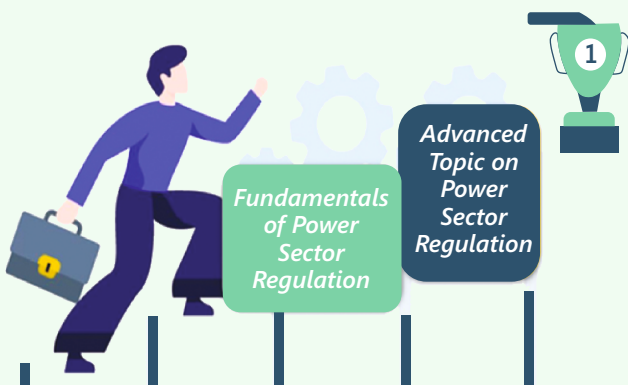 1
Advanced
Topic on
Power
Sector
Regulation
Fundamentals
of Power
Sector
Regulation